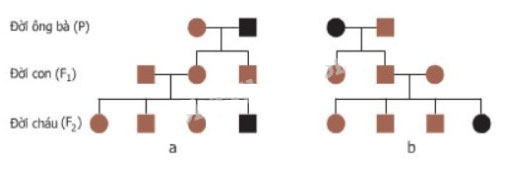 Đời ông bà (P)
Đời con (F₁)
Đời cháu (F₂)
a
b